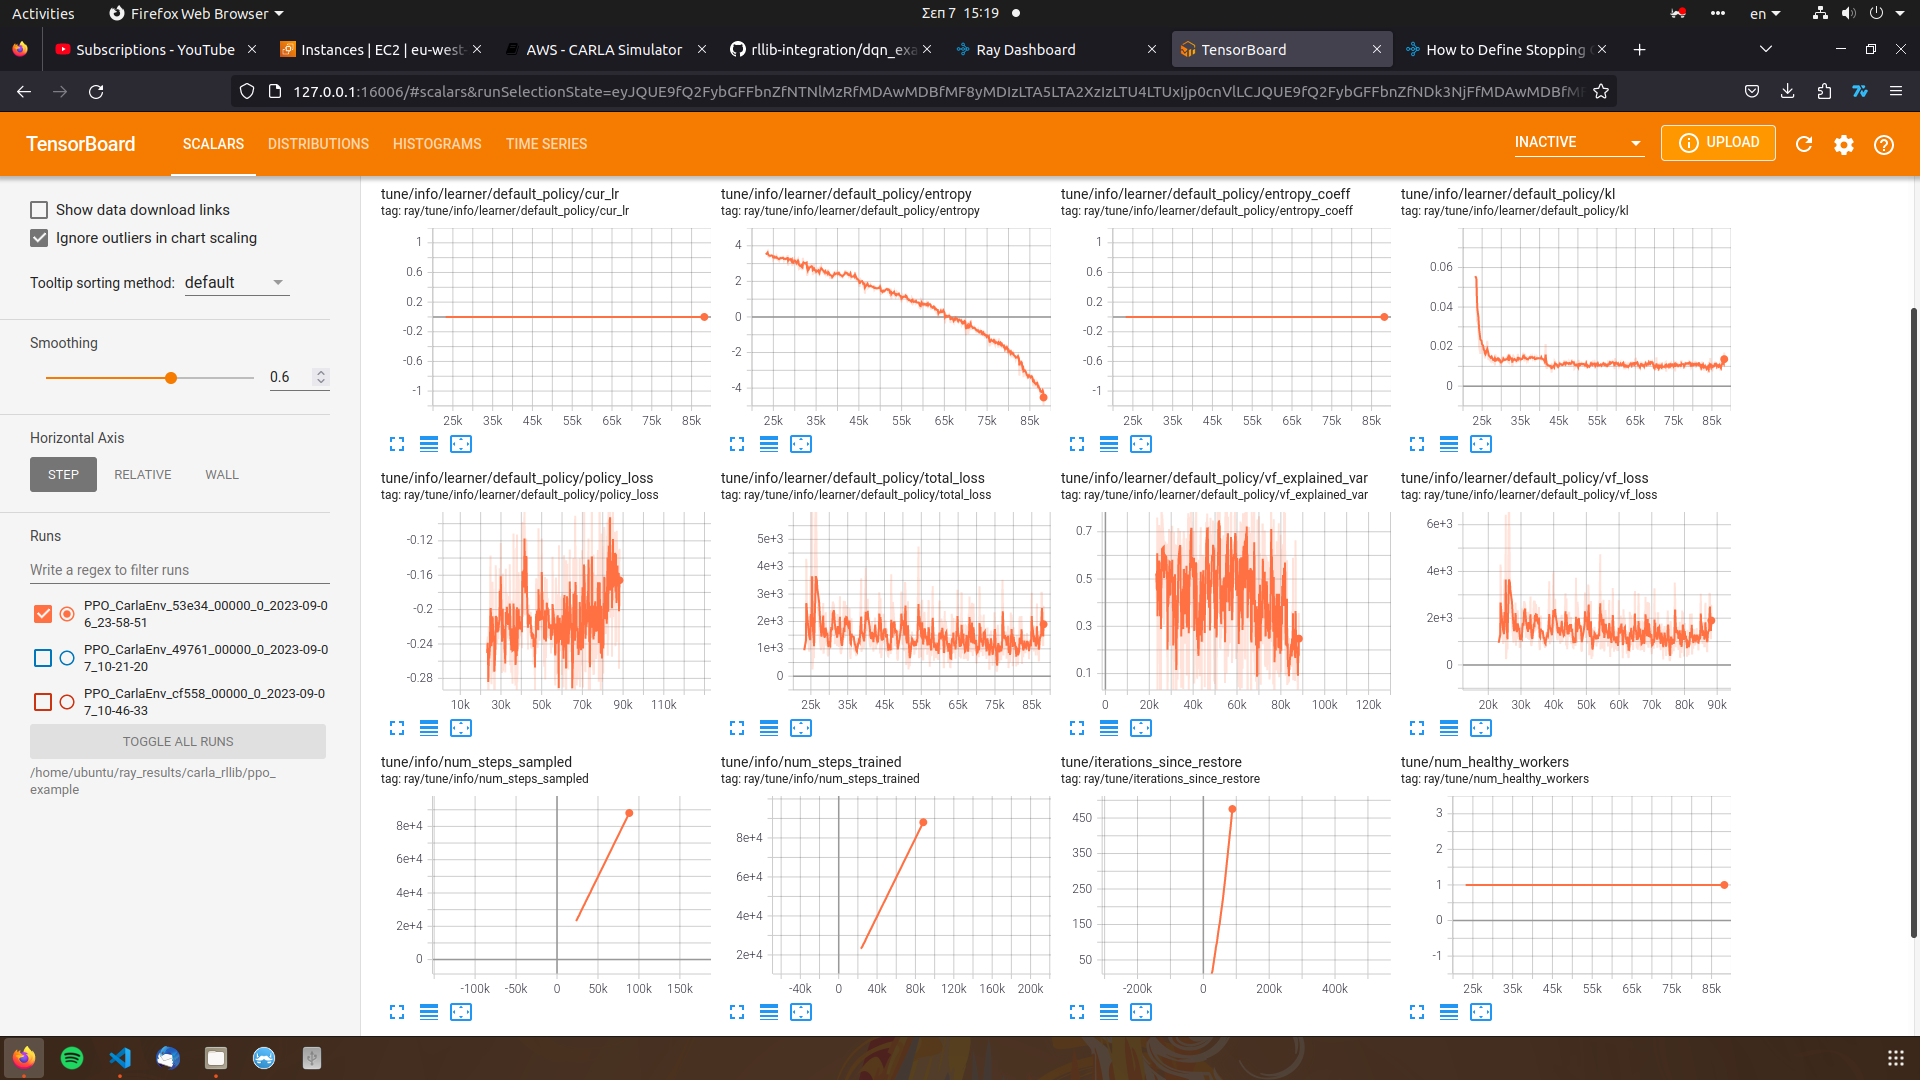 Activities
Firefox Web Browser
Σεπ 7 15:19
en
Subscriptions - YouTube
Instances | EC2 | eu-west-
AWS - CARLA Simulator
rllib-integration/dqn_exa
Ray Dashboard
TensorBoard
How to Define Stopping
127.0.0.1:16006/#scalars&runSelectionState=eyJQUE9fQ2FybGFFbnZfNTNlMzRfMDAwMDBfMF8yMDIzLTA5LTA2XzIzLTU4LTUxIjp0cnVlLCJQUE9fQ2FybGFFbnZfNDk3NjFfMDAwMDBfM
TensorBoard
SCALARS
DISTRIBUTIONS
HISTOGRAMS
TIME SERIES
INACTIVE
UPLOAD
Show data download links
Ignore outliers in chart scaling
Tooltip sorting method: default
Smoothing
0.6
Horizontal Axis
STEP
RELATIVE
WALL
Runs
Write a regex to filter runs
PPO_CarlaEnv_53e34_00000_0_2023-09-0
6_23-58-51
PPO_CarlaEnv_49761_00000_0_2023-09-0
7_10-21-20
PPO_CarlaEnv_cf558_00000_0_2023-09-0
7_10-46-33
TOGGLE ALL RUNS
/home/ubuntu/ray_results/carla_rllib/ppo_
example
tune/info/learner/default_policy/cur_lr
tag: ray/tune/info/learner/default_policy/cur_lr
1
0.6
0.2
-0.2
-0.6
-1
25k 35k 45k 55k 65k 75k 85k
tune/info/learner/default_policy/entropy
tag: ray/tune/info/learner/default_policy/entropy
4
2
0
-2
-4
25k 35k 45k 55k 65k 75k 85k
tune/info/learner/default_policy/entropy_coeff
tag: ray/tune/info/learner/default_policy/entropy_coeff
1
0.6
0.2
-0.2
-0.6
-1
25k 35k 45k 55k 65k 75k 85k
tune/info/learner/default_policy/kl
tag: ray/tune/info/learner/default_policy/kl
0.06
0.04
0.02
0
25k 35k 45k 55k 65k 75k 85k
tune/info/learner/default_policy/policy_loss
tag: ray/tune/info/learner/default_policy/policy_loss
-0.12
-0.16
-0.2
-0.24
-0.28
10k 30k 50k 70k 90k 110k
tune/info/learner/default_policy/total_loss
tag: ray/tune/info/learner/default_policy/total_loss
5e+3
4e+3
3e+3
2e+3
1e+3
0
25k 35k 45k 55k 65k 75k 85k
tune/info/learner/default_policy/vf_explained_var
tag: ray/tune/info/learner/default_policy/vf_explained_var
0.7
0.5
0.3
0.1
0 20k 40k 60k 80k 100k 120k
tune/info/learner/default_policy/vf_loss
tag: ray/tune/info/learner/default_policy/vf_loss
6e+3
4e+3
2e+3
0
20k 30k 40k 50k 60k 70k 80k 90k
tune/info/num_steps_sampled
tag: ray/tune/info/num_steps_sampled
8e+4
6e+4
4e+4
2e+4
0
-100k -50k 0 50k 100k 150k
tune/info/num_steps_trained
tag: ray/tune/info/num_steps_trained
8e+4
6e+4
4e+4
2e+4
-40k 0 40k 80k 120k 160k 200k
tune/iterations_since_restore
tag: ray/tune/iterations_since_restore
450
350
250
150
50
-200k 0 200k 400k
tune/num_healthy_workers
tag: ray/tune/num_healthy_workers
3
2
1
0
-1
25k 35k 45k 55k 65k 75k 85k